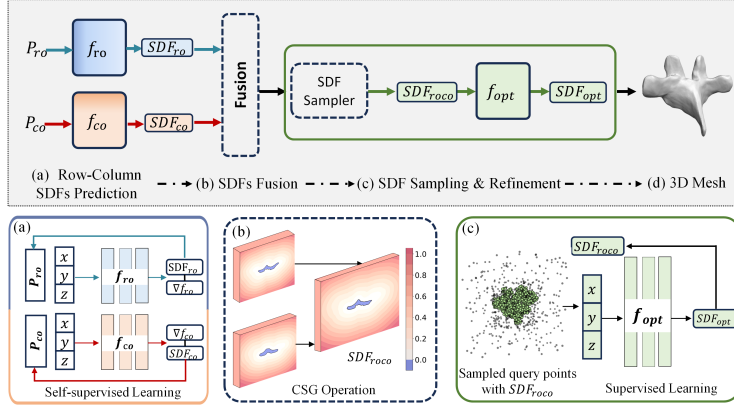 P_ro
f_ro
SDF_ro
P_co
f_co
SDF_co
Fusion
SDF
Sampler
SDF_roco
f_opt
SDF_opt
(a) Row-Column
SDFs Prediction
(b) SDFs Fusion
(c) SDF Sampling & Refinement
(d) 3D Mesh
(a)
P_ro
x
y
z
f_ro
SDF_ro
∇f_ro
P_co
x
y
z
f_co
∇f_co
SDF_co
Self-supervised Learning
(b)
1.0
0.8
0.6
0.4
0.2
0.0
SDF_roco
CSG Operation
(c)
SDF_roco
x
y
z
f_opt
SDF_opt
Sampled query points
with SDF_roco
Supervised Learning